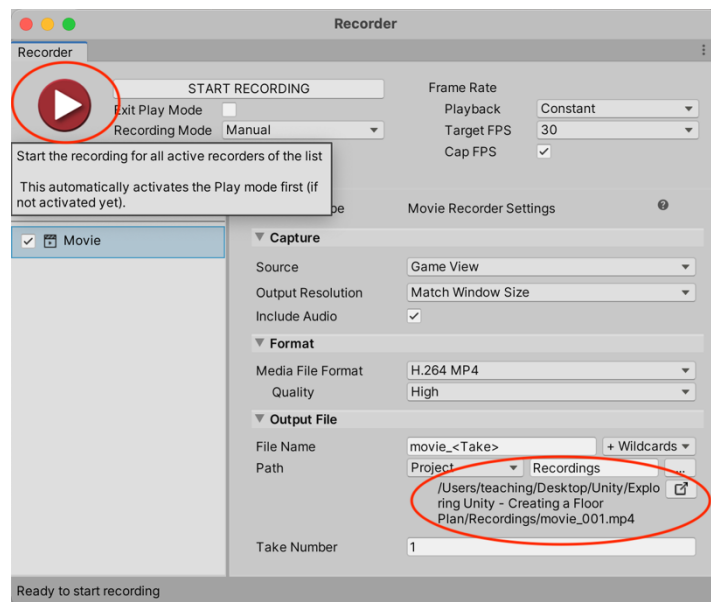 Recorder
Recorder
START RECORDING
Exit Play Mode
Recording Mode Manual
Frame Rate
Playback Constant
Target FPS 30
Cap FPS
Start the recording for all active recorders of the list
This automatically activates the Play mode first (if
not activated yet).
Movie Recorder Settings
Movie
Capture
Source Game View
Output Resolution Match Window Size
Include Audio
Format
Media File Format H.264 MP4
Quality High
Output File
File Name movie_<Take> + Wildcards
Path Project Recordings ...
/Users/teaching/Desktop/Unity/Explo
ring Unity - Creating a Floor
Plan/Recordings/movie_001.mp4
Take Number 1
Ready to start recording